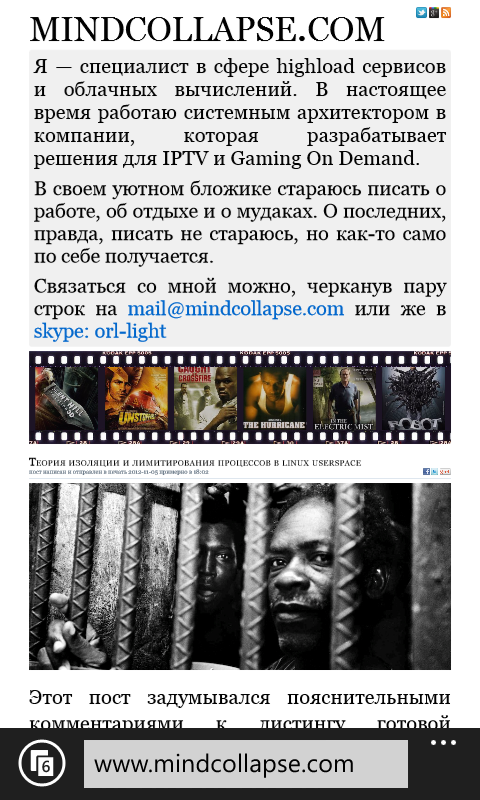 MINDCOLLAPSE.COM
Я — специалист в сфере highload сервисов
и облачных вычислений. В настоящее
время работаю системным архитектором в
компании, которая разрабатывает
решения для IPTV и Gaming On Demand.
В своем уютном бложике стараюсь писать о
работе, об отдыхе и о мудаках. О последних,
правда, писать не стараюсь, но как-то само
по себе получается.
Связаться со мной можно, черканув пару
строк на mail@mindcollapse.com или же в
skype: orl-light
KODAK EPP 5005 KODAK EPP 5005
SILENT HILL
UNSTOPPABLE
CAUGHT IN THE CROSSFIRE
THE HURRICANE
IN THE ELECTRIC MIST
ROBOT
Теория изоляции и лимитирования процессов в linux userspace
пост написан и отправлен в печать 2012-11-05 примерно в 18:02
Этот пост задумывался пояснительными
комментариями к листингу готовой
6
www.mindcollapse.com